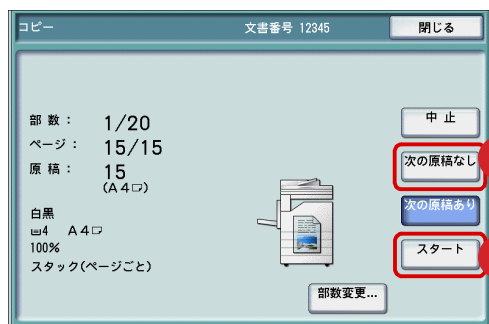 コピー 文書番号 12345 閉じる
部 数： 1/20
中 止
ページ： 15/15
次の原稿なし
原 稿： 15
(A4)
次の原稿あり
白黒
4 A4
スタート
100%
スタック(ページごと)
部数変更...